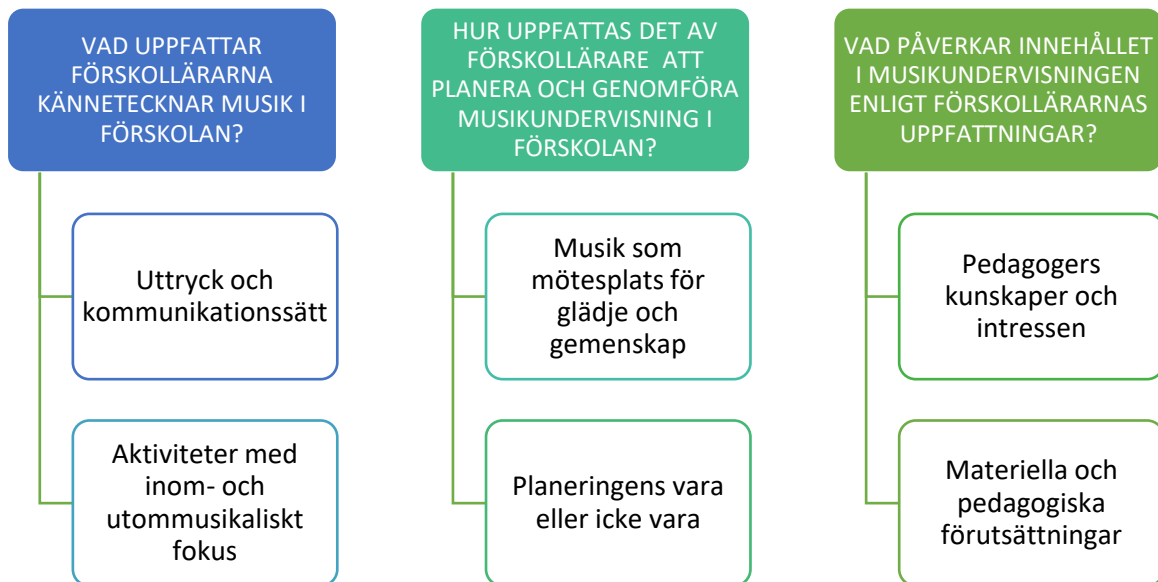 VAD UPPFATTAR
FÖRSKOLLÄRARNA
KÄNNETECKNAR MUSIK I
FÖRSKOLAN?
Uttryck och
kommunikationssätt
Aktiviteter med
inom- och
utommusikaliskt
fokus
HUR UPPFATTAS DET AV
FÖRSKOLLÄRARE ATT
PLANERA OCH GENOMFÖRA
MUSIKUNDERVISNING I
FÖRSKOLAN?
Musik som
mötesplats för
glädje och
gemenskap
Planeringens vara
eller icke vara
VAD PÅVERKAR INNEHÅLLET
I MUSIKUNDERVISNINGEN
ENLIGT FÖRSKOLLÄRARNAS
UPPFATTNINGAR?
Pedagogers
kunskaper och
intressen
Materiella och
pedagogiska
förutsättningar